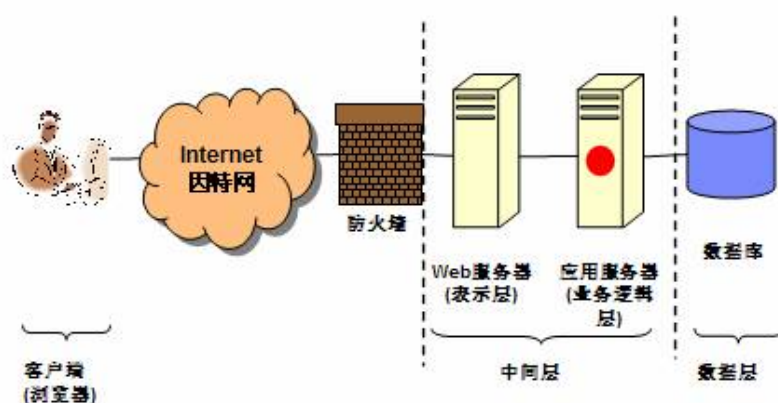 Internet
因特网
防火墙
Web服务器
(表示层)
应用服务器
(业务逻辑
层)
数据库
客户端
(浏览器)
中间层
数据层